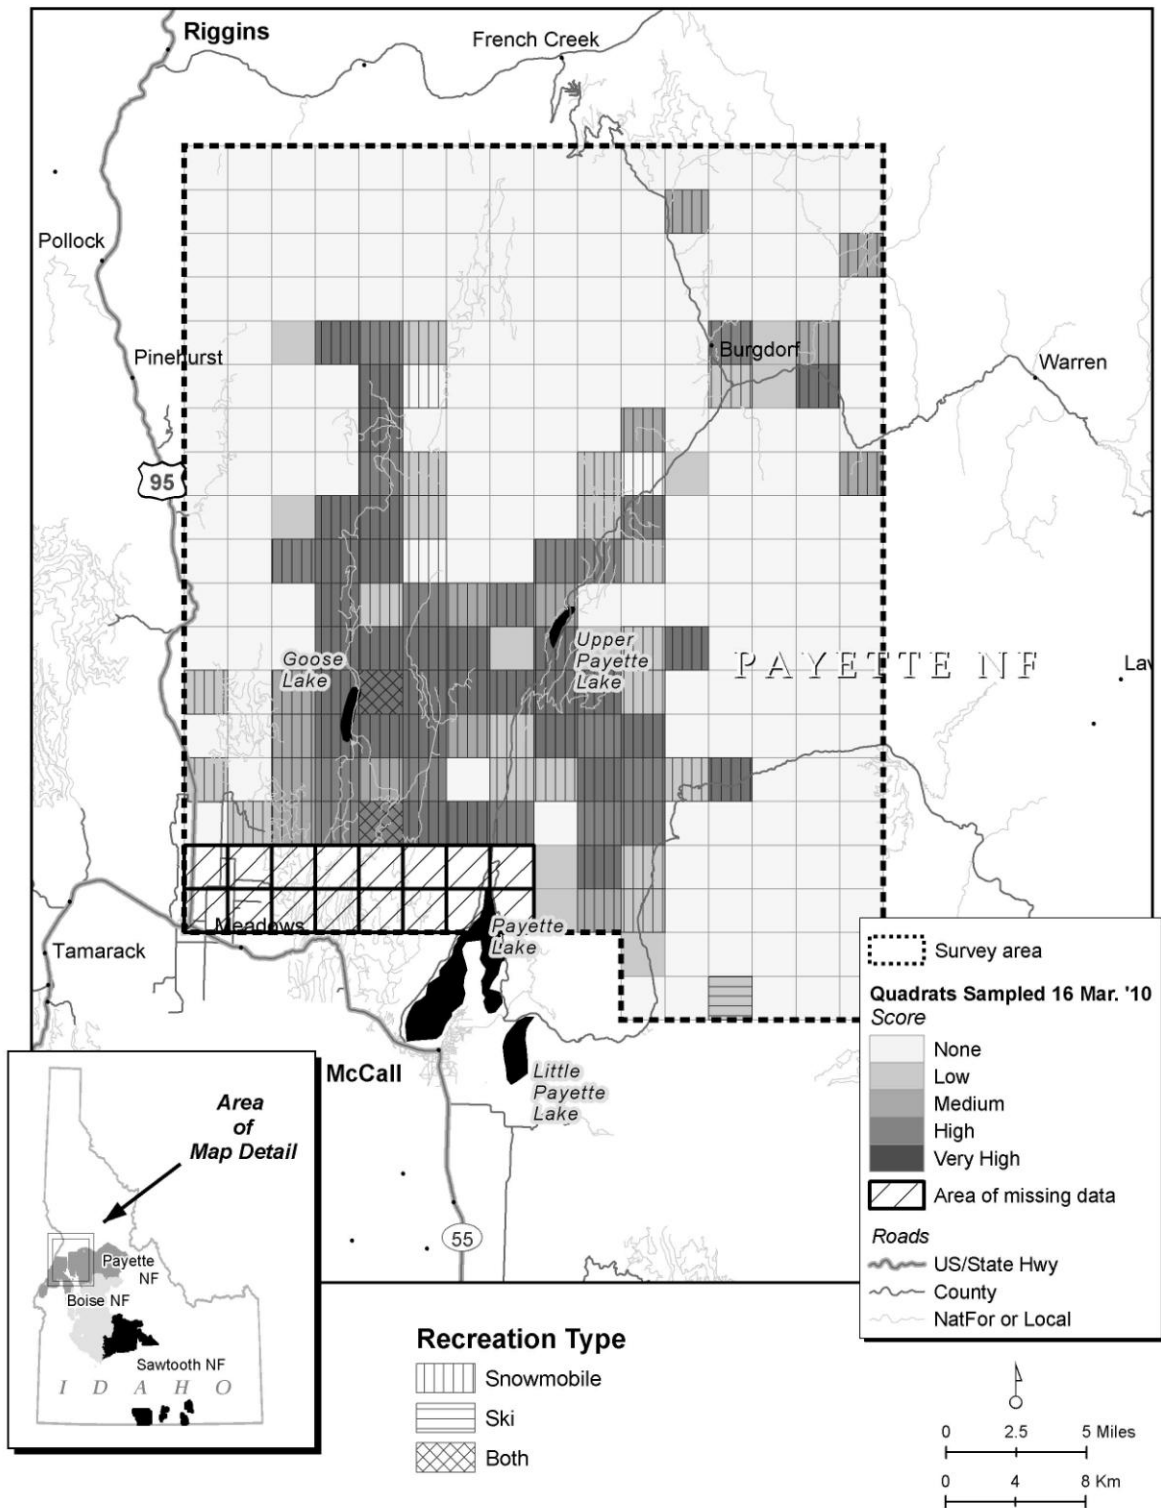 Riggins
French Creek
Pollock
Pinehurst
Burgdorf
Warren
95
Goose
Lake
Upper
Payette
Lake
PAYETTE NF
Lav
Meadows
Payette
Lake
Tamarack
McCall
Little
Payette
Lake
55
Survey area
Quadrats Sampled 16 Mar. '10
Score
None
Low
Medium
High
Very High
Area of missing data
Roads
US/State Hwy
County
NatFor or Local
Area
of
Map Detail
Payette
NF
Boise NF
Sawtooth NF
I D A H O
Recreation Type
Snowmobile
Ski
Both
0 2.5 5 Miles
0 4 8 Km